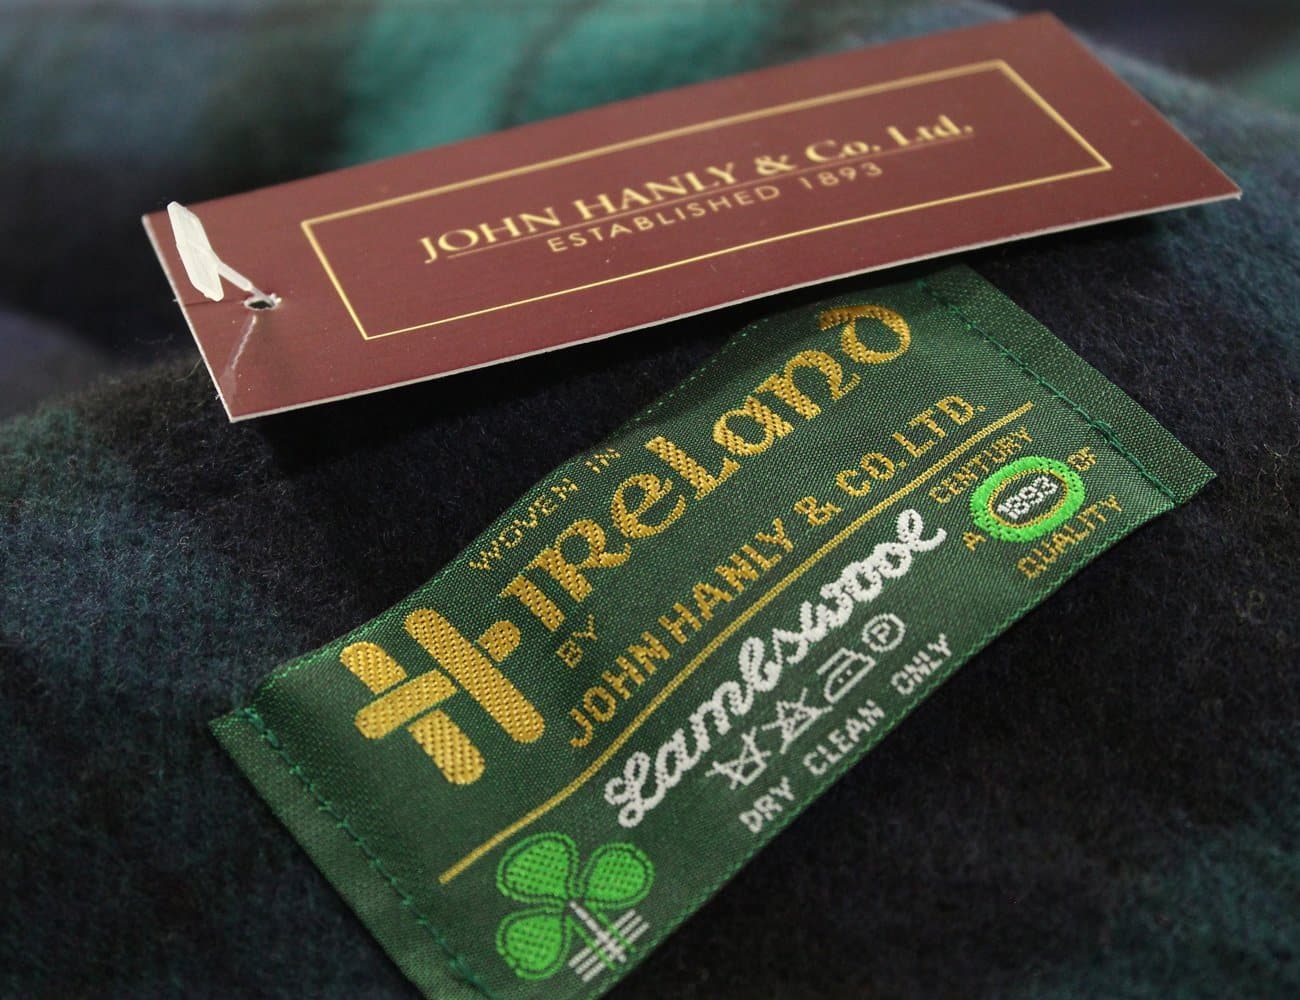 JOHN HANLY & Co. Ltd.
ESTABLISHED 1893
WOVEN IN
IRELAND
BY
JOHN HANLY & CO. LTD.
Lambswool
P
DRY CLEAN ONLY
A CENTURY OF
1893
QUALITY